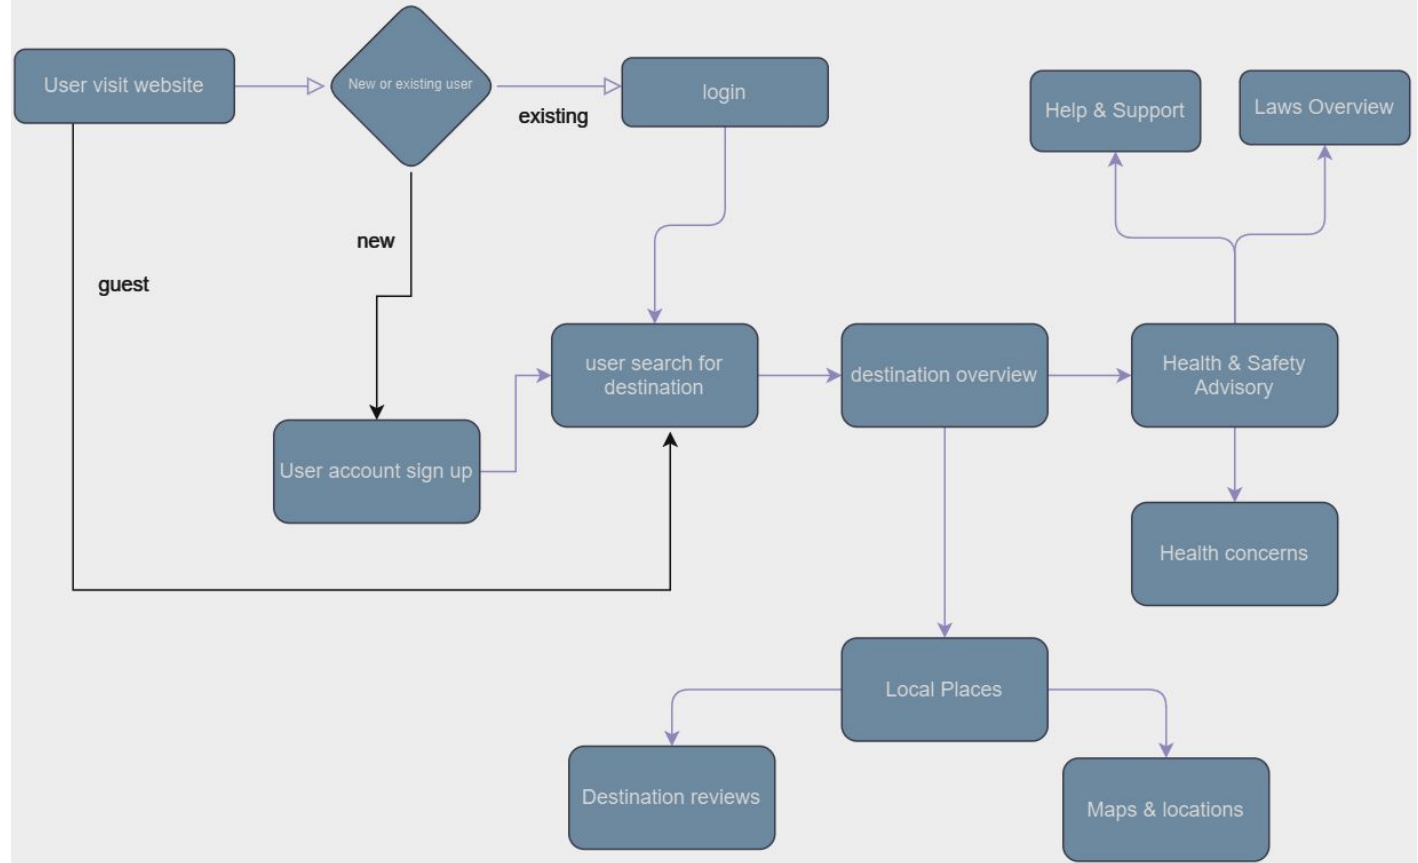 User visit website
New or existing user
existing
login
Help & Support
Laws Overview
new
guest
user search for
destination
destination overview
Health & Safety
Advisory
User account sign up
Health concerns
Local Places
Destination reviews
Maps & locations